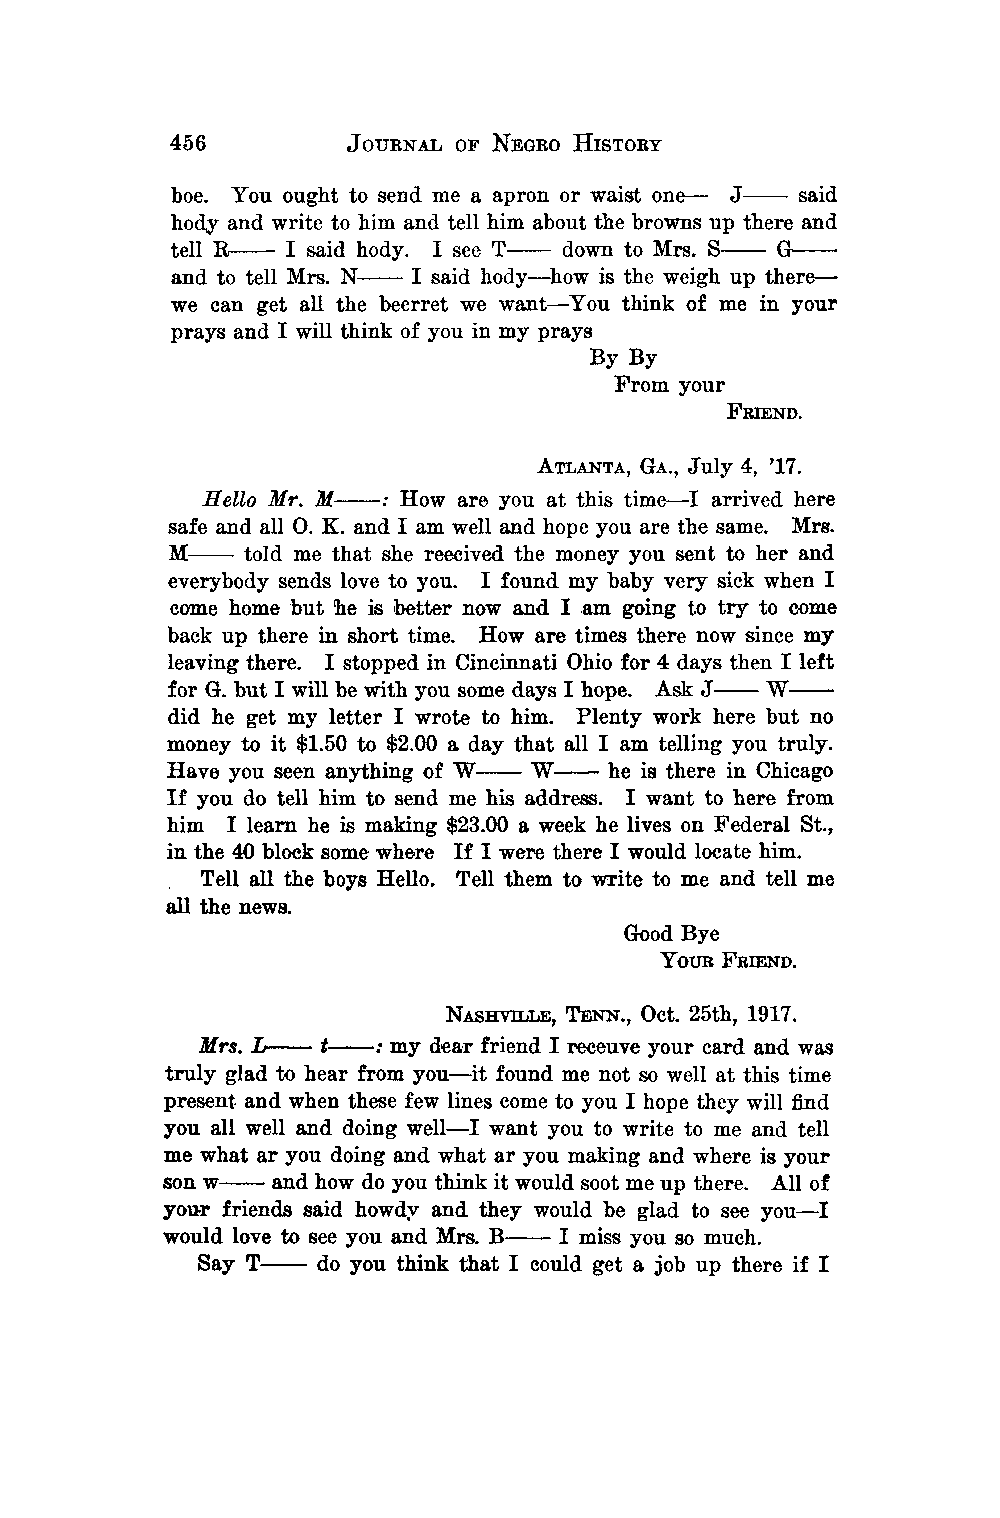 456 JOURNAL OF NEGRO HISTORY
hoe. You ought to send me a apron or waist one— J—— said
hody and write to him and tell him about the browns up there and
tell R—— I said hody. I see T—— down to Mrs. S—— G——
and to tell Mrs. N—— I said hody—how is the weigh up there—
we can get all the beerret we want—You think of me in your
prays and I will think of you in my prays
By By
From your
FRIEND.
ATLANTA, GA., July 4, '17.
Hello Mr. M——: How are you at this time—I arrived here
safe and all O. K. and I am well and hope you are the same. Mrs.
M—— told me that she reecived the money you sent to her and
everybody sends love to you. I found my baby very sick when I
come home but he is better now and I am going to try to come
back up there in short time. How are times there now since my
leaving there. I stopped in Cincinnati Ohio for 4 days then I left
for G. but I will be with you some days I hope. Ask J—— W——
did he get my letter I wrote to him. Plenty work here but no
money to it $1.50 to $2.00 a day that all I am telling you truly.
Have you seen anything of W—— W—— he is there in Chicago
If you do tell him to send me his address. I want to here from
him I learn he is making $23.00 a week he lives on Federal St.,
in the 40 block some where If I were there I would locate him.
Tell all the boys Hello. Tell them to write to me and tell me
all the news.
Good Bye
YOUR FRIEND.
NASHVILLE, TENN., Oct. 25th, 1917.
Mrs. L—— t——: my dear friend I receuve your card and was
truly glad to hear from you—it found me not so well at this time
present and when these few lines come to you I hope they will find
you all well and doing well—I want you to write to me and tell
me what ar you doing and what ar you making and where is your
son w—— and how do you think it would soot me up there. All of
your friends said howdy and they would be glad to see you—I
would love to see you and Mrs. B—— I miss you so much.
Say T—— do you think that I could get a job up there if I